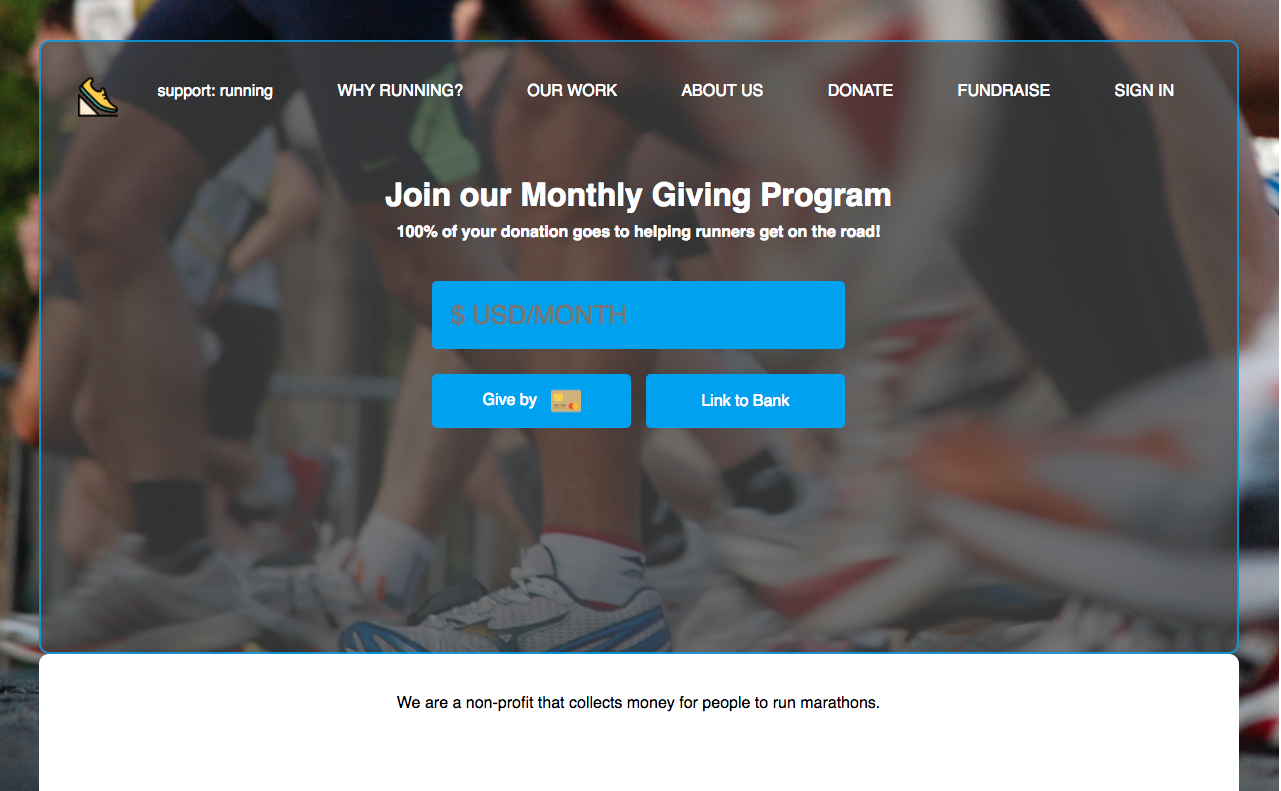 support: running WHY RUNNING? OUR WORK ABOUT US DONATE FUNDRAISE SIGN IN
Join our Monthly Giving Program
100% of your donation goes to helping runners get on the road!
$ USD/MONTH
Give by Link to Bank
We are a non-profit that collects money for people to run marathons.